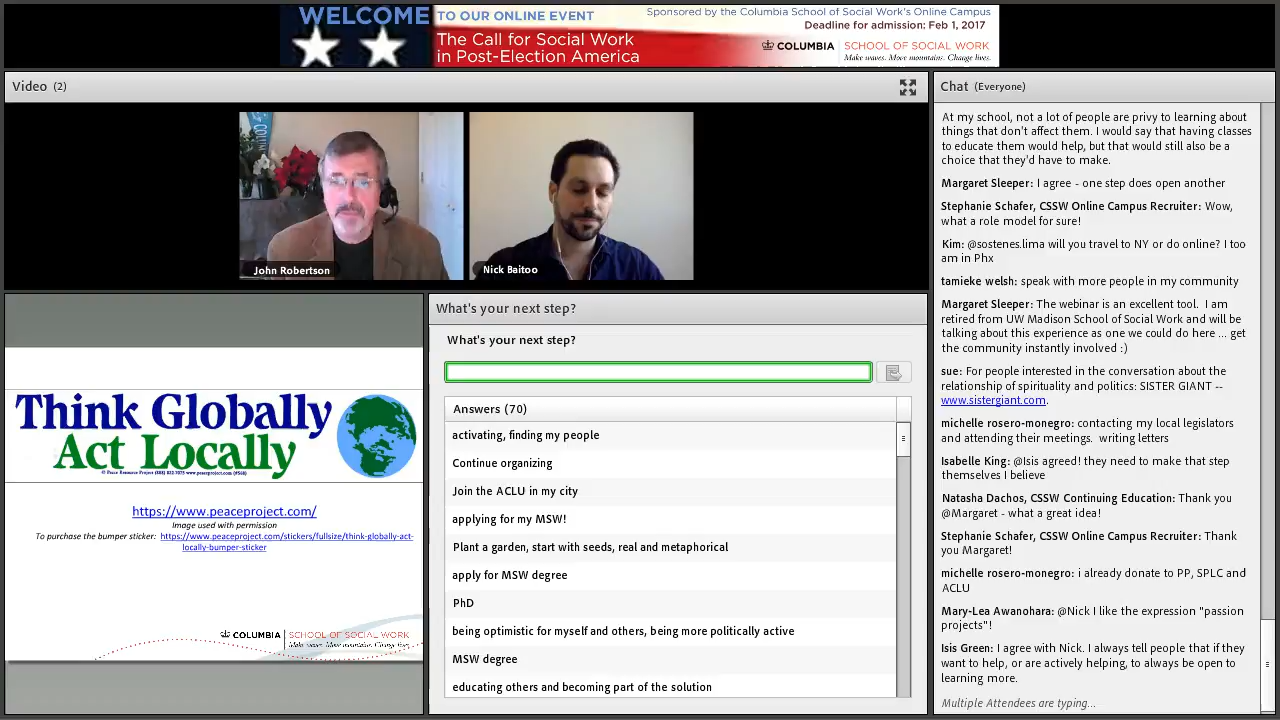 WELCOME TO OUR ONLINE EVENT
The Call for Social Work
in Post-Election America
Sponsored by the Columbia School of Social Work's Online Campus
Deadline for admission: Feb 1, 2017
COLUMBIA | SCHOOL OF SOCIAL WORK
Make waves. Move mountains. Change lives.
Video (2)
John Robertson
Nick Baitoo
Think Globally
Act Locally
© Peace Resource Project
https://www.peaceproject.com/
Image used with permission
To purchase the bumper sticker: https://www.peaceproject.com/stickers/fullsize/think-globally-act-
locally-bumper-sticker
COLUMBIA | SCHOOL OF SOCIAL WORK
Make waves. Move mountains. Change lives.
What's your next step?
What's your next step?
Answers (70)
activating, finding my people
Continue organizing
Join the ACLU in my city
applying for my MSW!
Plant a garden, start with seeds, real and metaphorical
apply for MSW degree
PhD
being optimistic for myself and others, being more politically active
MSW degree
educating others and becoming part of the solution
Chat (Everyone)
At my school, not a lot of people are privy to learning about
things that don't affect them. I would say that having classes
to educate them would help, but that would still also be a
choice that they'd have to make.
Margaret Sleeper: I agree - one step does open another
Stephanie Schafer, CSSW Online Campus Recruiter: Wow,
what a role model for sure!
Kim: @sostenes.lima will you travel to NY or do online? I too
am in Phx
tamieke welsh: speak with more people in my community
Margaret Sleeper: The webinar is an excellent tool. I am
retired from UW Madison School of Social Work and will be
talking about this experience as one we could do here ... get
the community instantly involved :)
sue: For people interested in the conversation about the
relationship of spirituality and politics: SISTER GIANT --
www.sistergiant.com.
michelle rosero-monegro: contacting my local legislators
and attending their meetings. writing letters
Isabelle King: @Isis agreed! they need to make that step
themselves I believe
Natasha Dachos, CSSW Continuing Education: Thank you
@Margaret - what a great idea!
Stephanie Schafer, CSSW Online Campus Recruiter: Thank
you Margaret!
michelle rosero-monegro: i already donate to PP, SPLC and
ACLU
Mary-Lea Awanohara: @Nick I like the expression "passion
projects"!
Isis Green: I agree with Nick. I always tell people that if they
want to help, or are actively helping, to always be open to
learning more.
Multiple Attendees are typing...